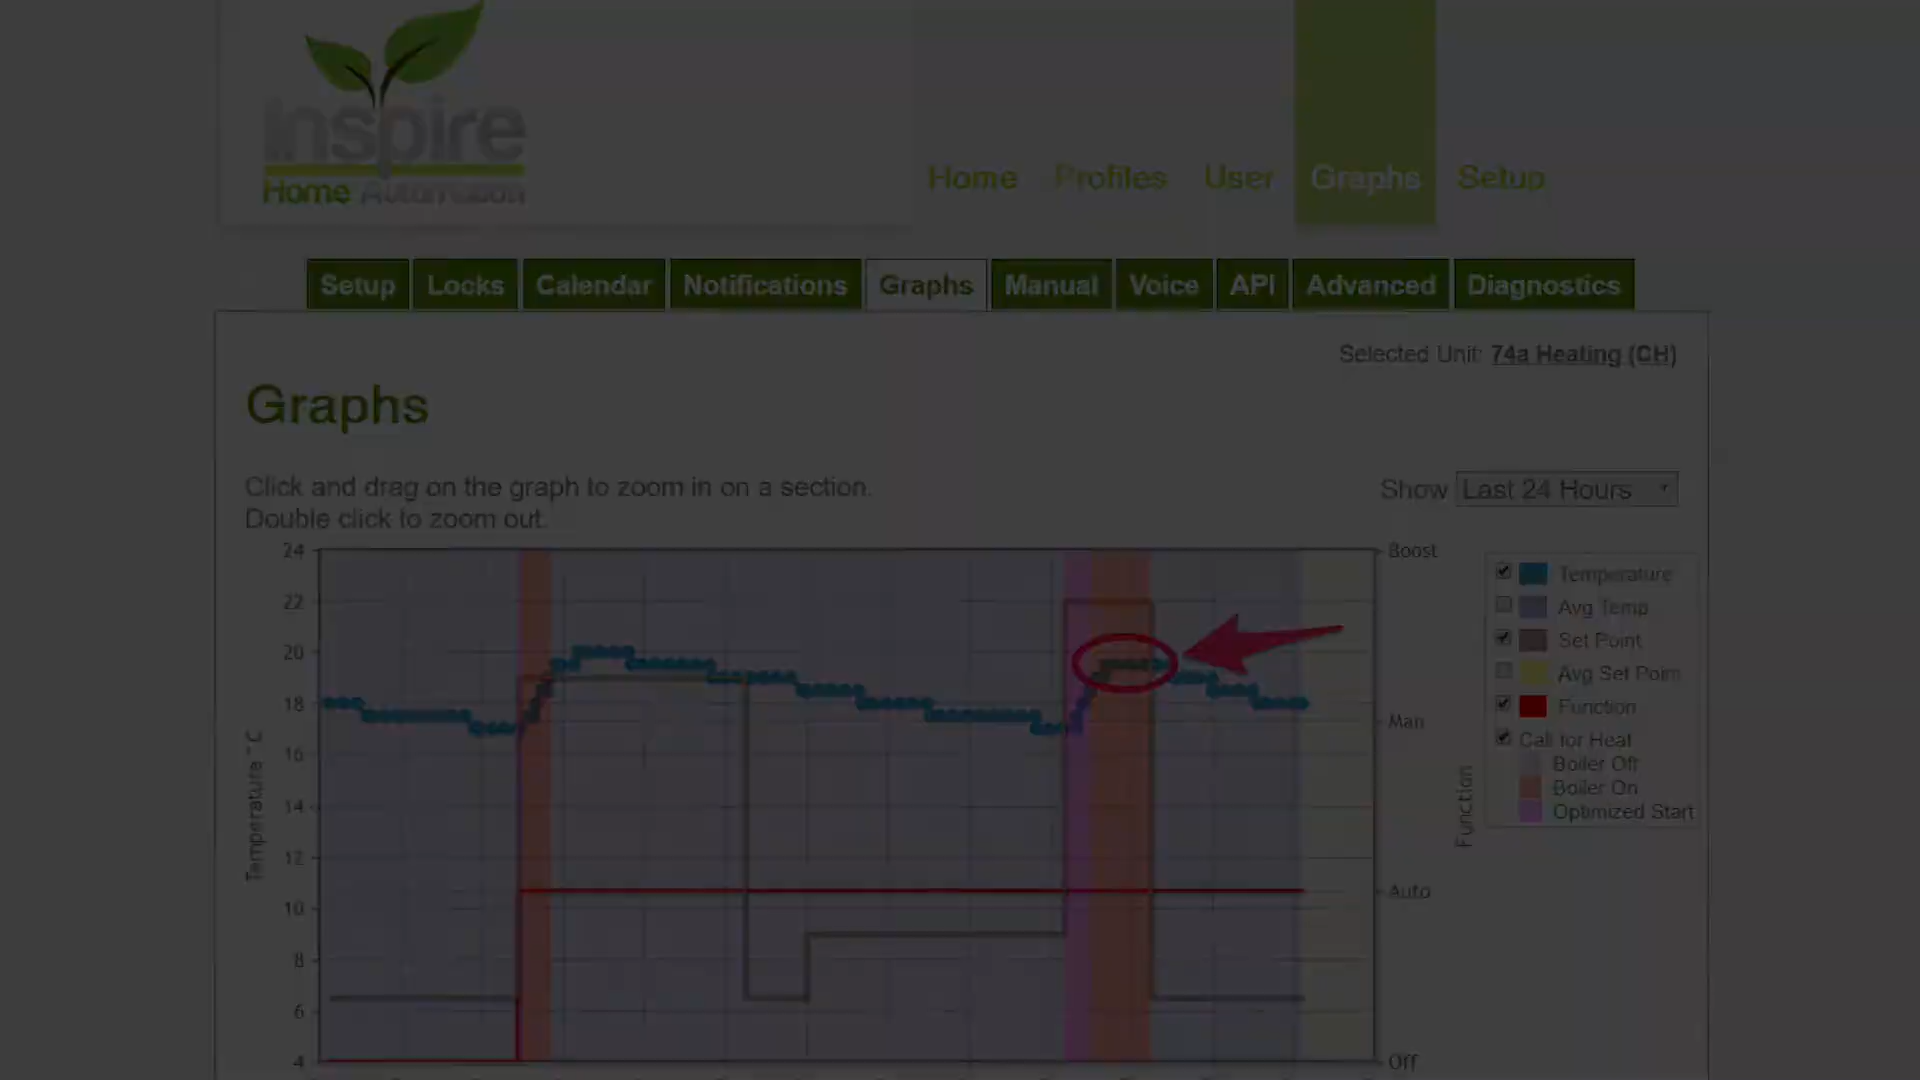 Inspire
Home Automation
Home Profiles User Graphs Setup
Setup Locks Calendar Notifications Graphs Manual Voice API Advanced Diagnostics
Selected Unit: 74a Heating (CH)
Graphs
Click and drag on the graph to zoom in on a section.
Double click to zoom out.
Show Last 24 Hours
24
22
20
18
16
14
12
10
8
6
4
Temperature °C
Boost
Man
Auto
Off
Function
Temperature
Avg Temp
Set Point
Avg Set Point
Function
Call for Heat
Boiler Off
Boiler On
Optimized Start